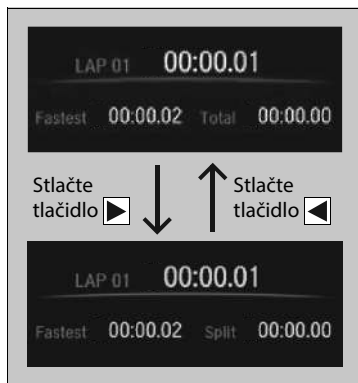 LAP 01 00:00.01
Fastest 00:00.02 Total 00:00.00
Stlačte
tlačidlo
Stlačte
tlačidlo
LAP 01 00:00.01
Fastest 00:00.02 Split 00:00.00